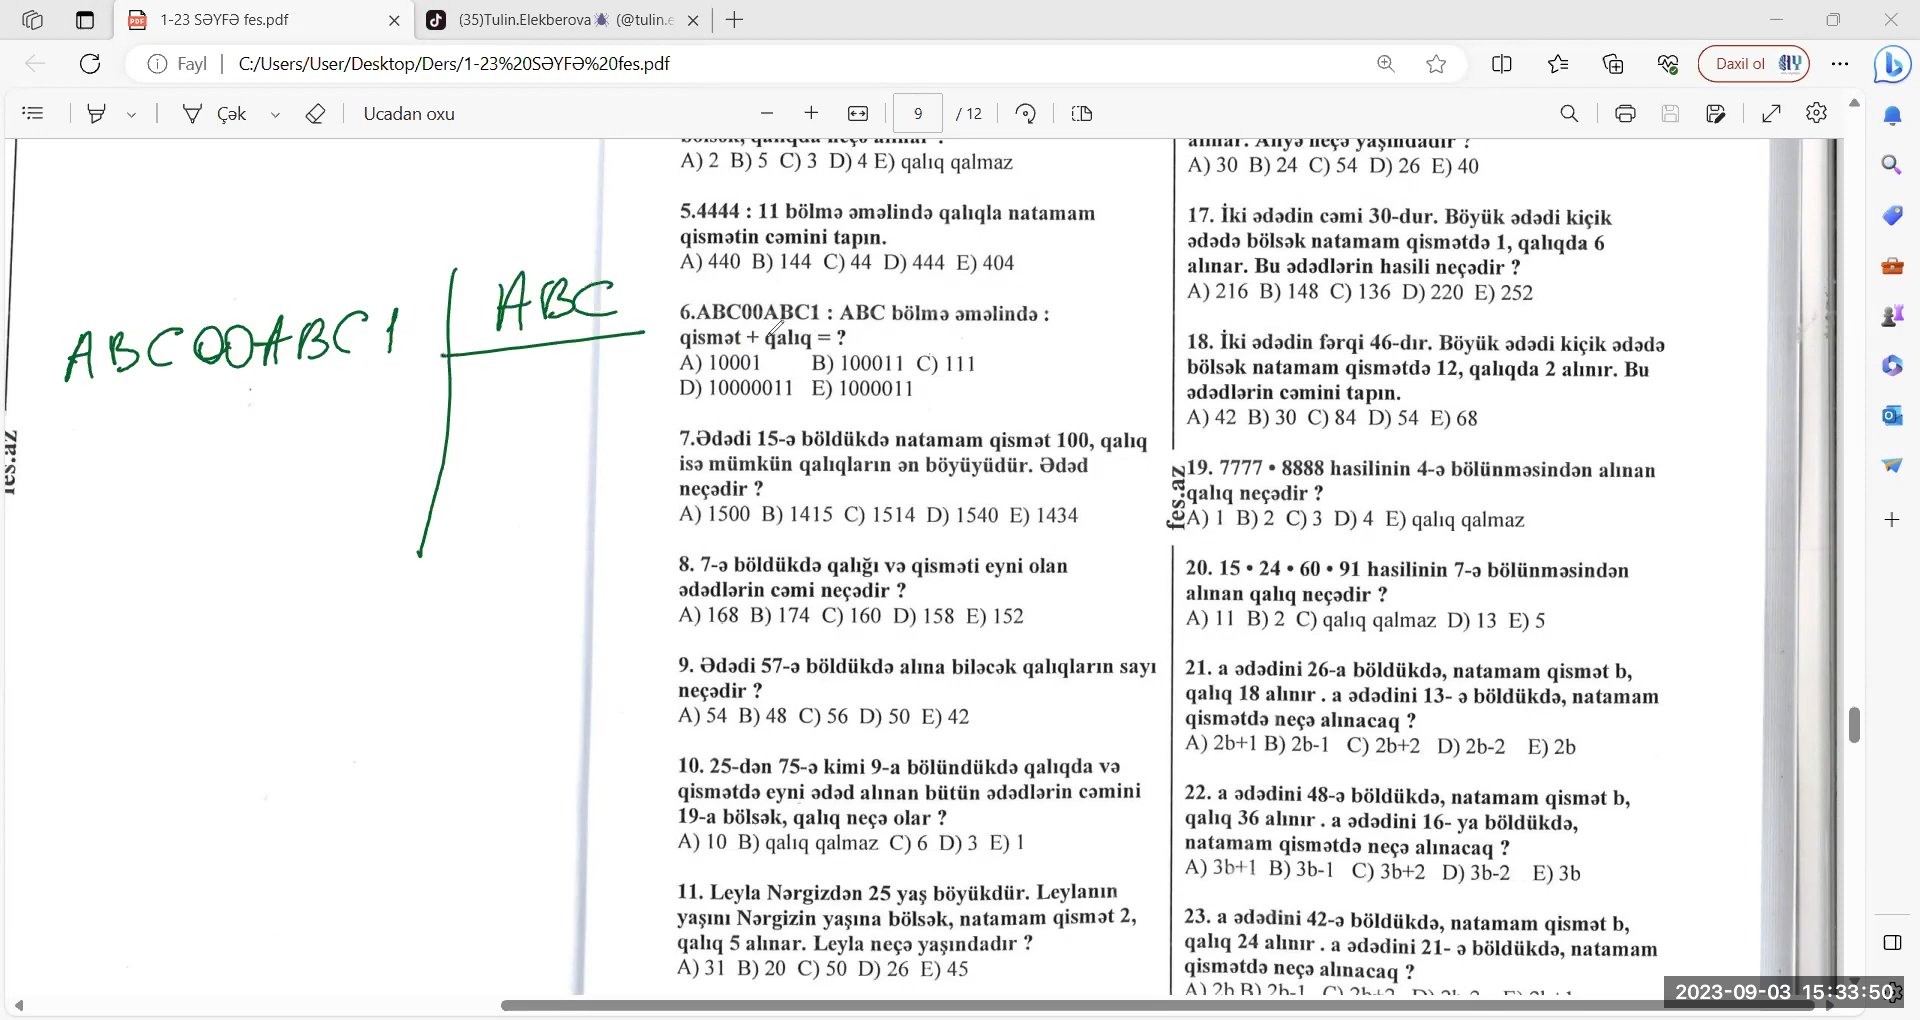 1-23 SƏYFƏ fes.pdf
(35)Tulin.Elekberova🕷 (@tulin.e
Fayl
C:/Users/User/Desktop/Ders/1-23%20SƏYFƏ%20fes.pdf
Daxil ol
Çək
Ucadan oxu
9 / 12
A) 2 B) 5 C) 3 D) 4 E) qalıq qalmaz
5.4444 : 11 bölmə əməlində qalıqla natamam
qismətin cəmini tapın.
A) 440 B) 144 C) 44 D) 444 E) 404
6.ABC00ABC1 : ABC bölmə əməlində :
qismət + qalıq = ?
A) 10001 B) 100011 C) 111
D) 10000011 E) 1000011
7.Ədədi 15-ə böldükdə natamam qismət 100, qalıq
isə mümkün qalıqların ən böyüyüdür. Ədəd
neçədir ?
A) 1500 B) 1415 C) 1514 D) 1540 E) 1434
8. 7-ə böldükdə qalığı və qisməti eyni olan
ədədlərin cəmi neçədir ?
A) 168 B) 174 C) 160 D) 158 E) 152
9. Ədədi 57-ə böldükdə alına biləcək qalıqların sayı
neçədir ?
A) 54 B) 48 C) 56 D) 50 E) 42
10. 25-dən 75-ə kimi 9-a bölündükdə qalıqda və
qismətdə eyni ədəd alınan bütün ədədlərin cəmini
19-a bölsək, qalıq neçə olar ?
A) 10 B) qalıq qalmaz C) 6 D) 3 E) 1
11. Leyla Nərgizdən 25 yaş böyükdür. Leylanın
yaşını Nərgizin yaşına bölsək, natamam qismət 2,
qalıq 5 alınar. Leyla neçə yaşındadır ?
A) 31 B) 20 C) 50 D) 26 E) 45
alınar. Aliyə neçə yaşındadır ?
A) 30 B) 24 C) 54 D) 26 E) 40
17. İki ədədin cəmi 30-dur. Böyük ədədi kiçik
ədədə bölsək natamam qismətdə 1, qalıqda 6
alınar. Bu ədədlərin hasili neçədir ?
A) 216 B) 148 C) 136 D) 220 E) 252
18. İki ədədin fərqi 46-dır. Böyük ədədi kiçik ədədə
bölsək natamam qismətdə 12, qalıqda 2 alınır. Bu
ədədlərin cəmini tapın.
A) 42 B) 30 C) 84 D) 54 E) 68
19. 7777 • 8888 hasilinin 4-ə bölünməsindən alınan
qalıq neçədir ?
A) 1 B) 2 C) 3 D) 4 E) qalıq qalmaz
20. 15 • 24 • 60 • 91 hasilinin 7-ə bölünməsindən
alınan qalıq neçədir ?
A) 11 B) 2 C) qalıq qalmaz D) 13 E) 5
21. a ədədini 26-a böldükdə, natamam qismət b,
qalıq 18 alınır . a ədədini 13- ə böldükdə, natamam
qismətdə neçə alınacaq ?
A) 2b+1 B) 2b-1 C) 2b+2 D) 2b-2 E) 2b
22. a ədədini 48-ə böldükdə, natamam qismət b,
qalıq 36 alınır . a ədədini 16- ya böldükdə,
natamam qismətdə neçə alınacaq ?
A) 3b+1 B) 3b-1 C) 3b+2 D) 3b-2 E) 3b
23. a ədədini 42-ə böldükdə, natamam qismət b,
qalıq 24 alınır . a ədədini 21- ə böldükdə, natamam
qismətdə neçə alınacaq ?
fes.az
fes.az
ABC00ABC1 ABC
2023-09-03 15:33:50